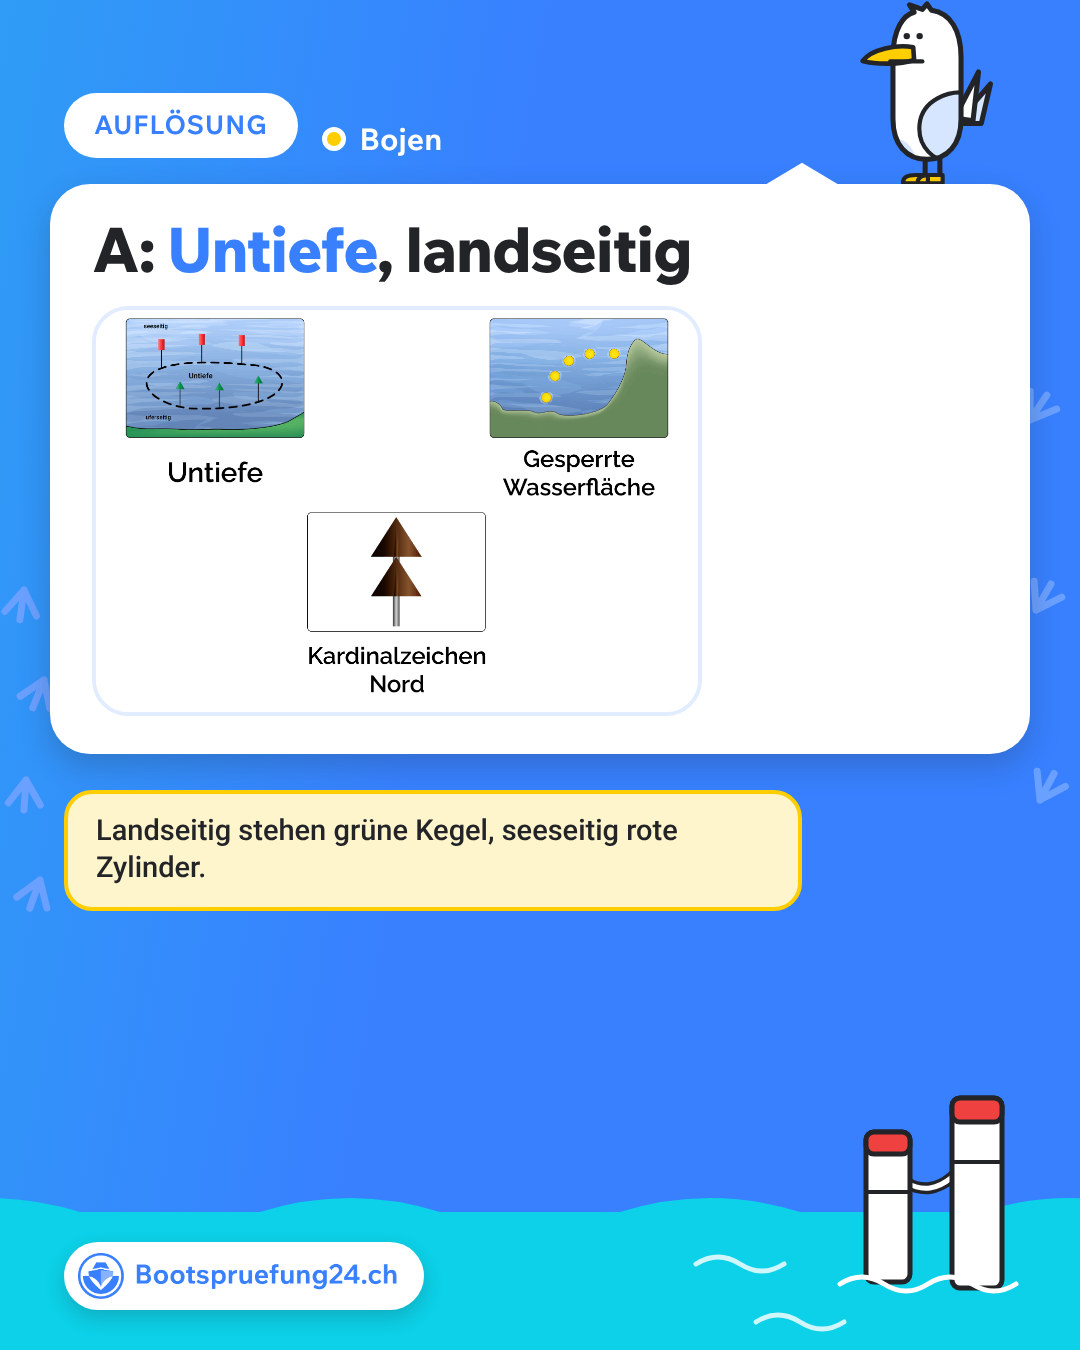 AUFLÖSUNG
Bojen
A: Untiefe, landseitig
seeseitig
Untiefe
uferseitig
Untiefe
Gesperrte
Wasserfläche
Kardinalzeichen
Nord
Landseitig stehen grüne Kegel, seeseitig rote
Zylinder.
Bootspruefung24.ch